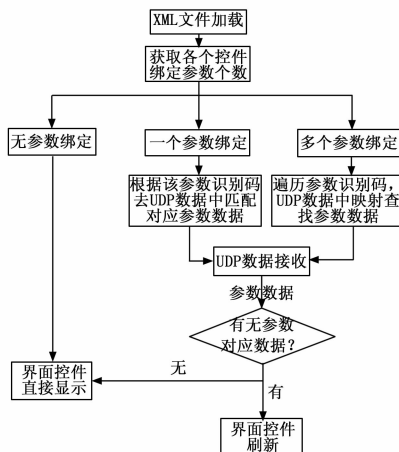 XML文件加载
获取各个控件
绑定参数个数
无参数绑定
一个参数绑定
多个参数绑定
根据该参数识别码
去UDP数据中匹配
对应参数数据
遍历参数识别码，
UDP数据中映射查
找参数数据
UDP数据接收
参数数据
有无参数
对应数据？
无
有
界面控件
直接显示
界面控件
刷新